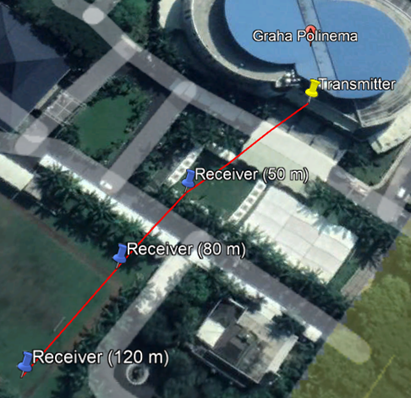 Graha Polinema
Transmitter
Receiver (50 m)
Receiver (80 m)
Receiver (120 m)